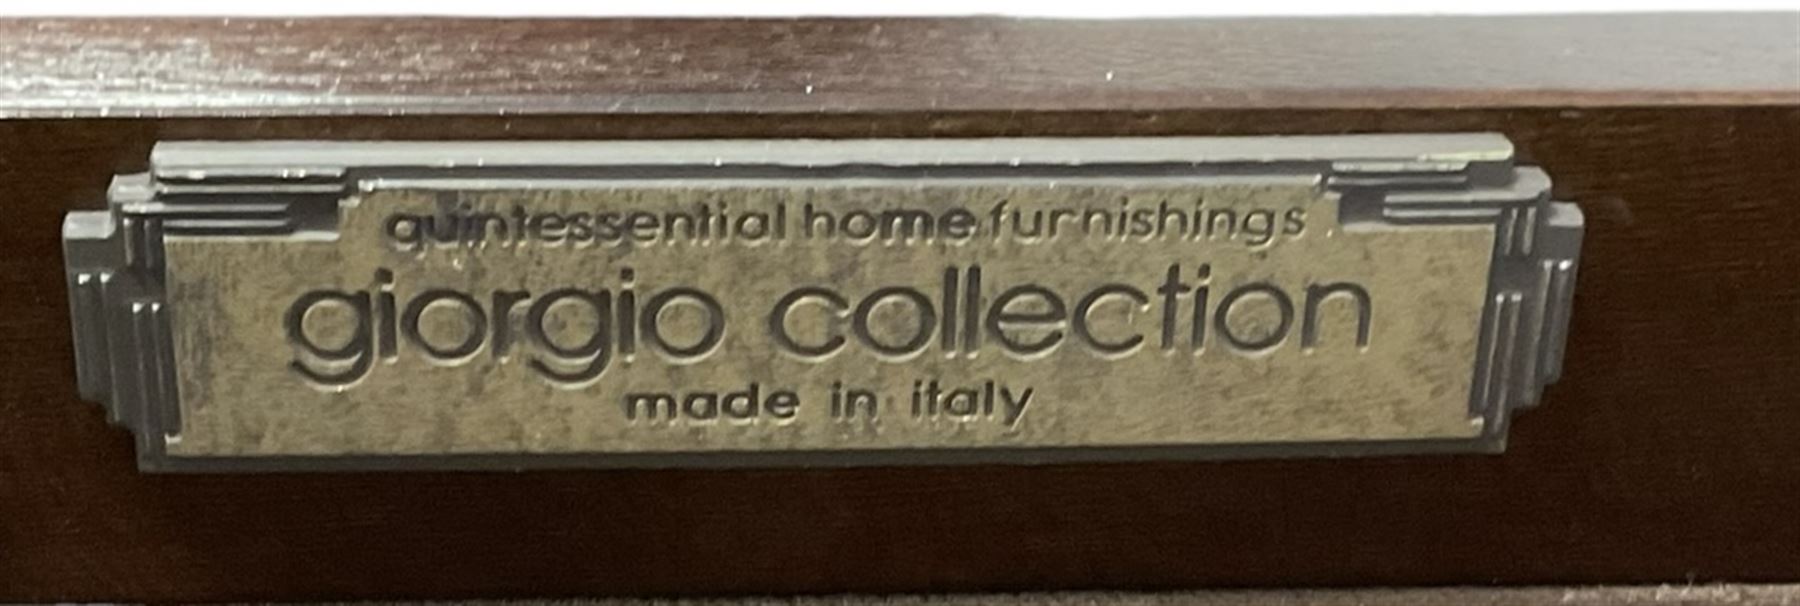 quintessential home furnishings
giorgio collection
made in italy